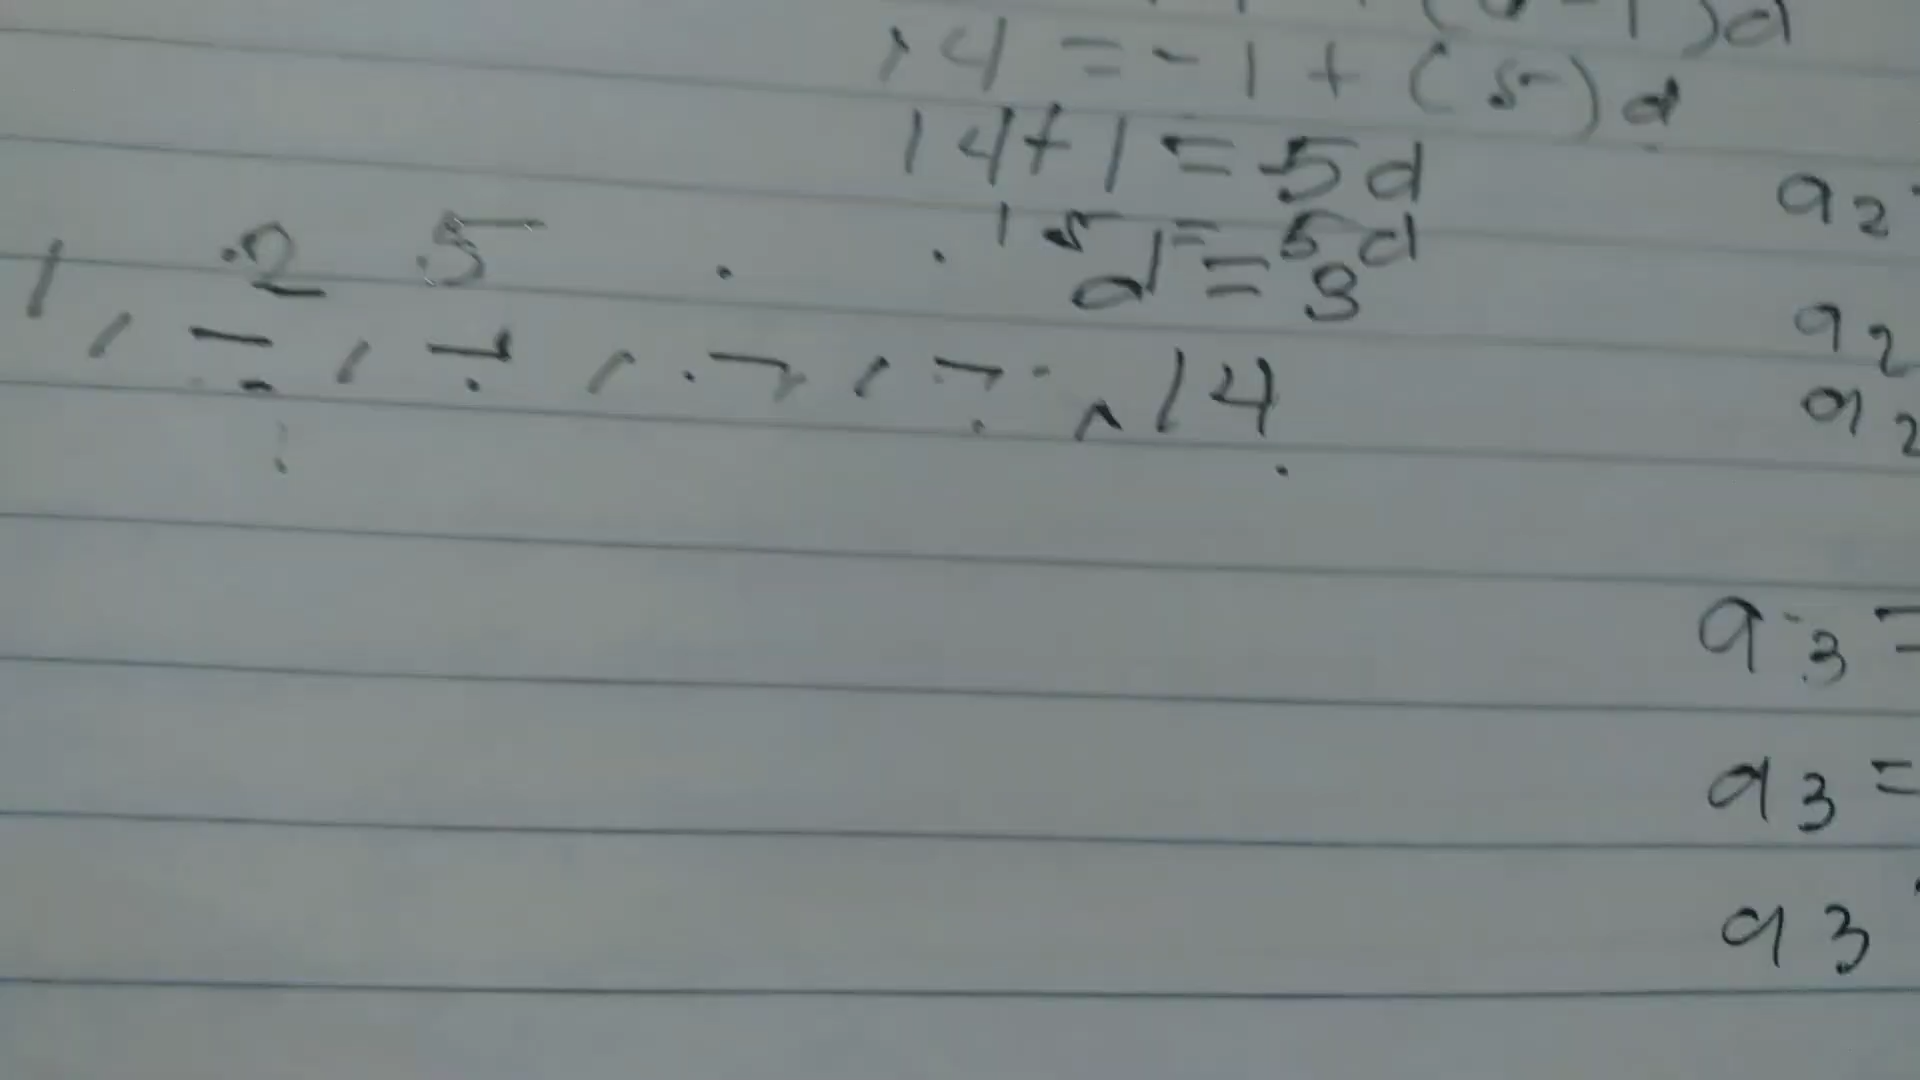 14 = -1 + (5)d
14+1 = 5d
15 = 5d
d = 3
2 5
1, _, _, _, _, 14
a2
a2
a2
a3 =
a3 =
a3